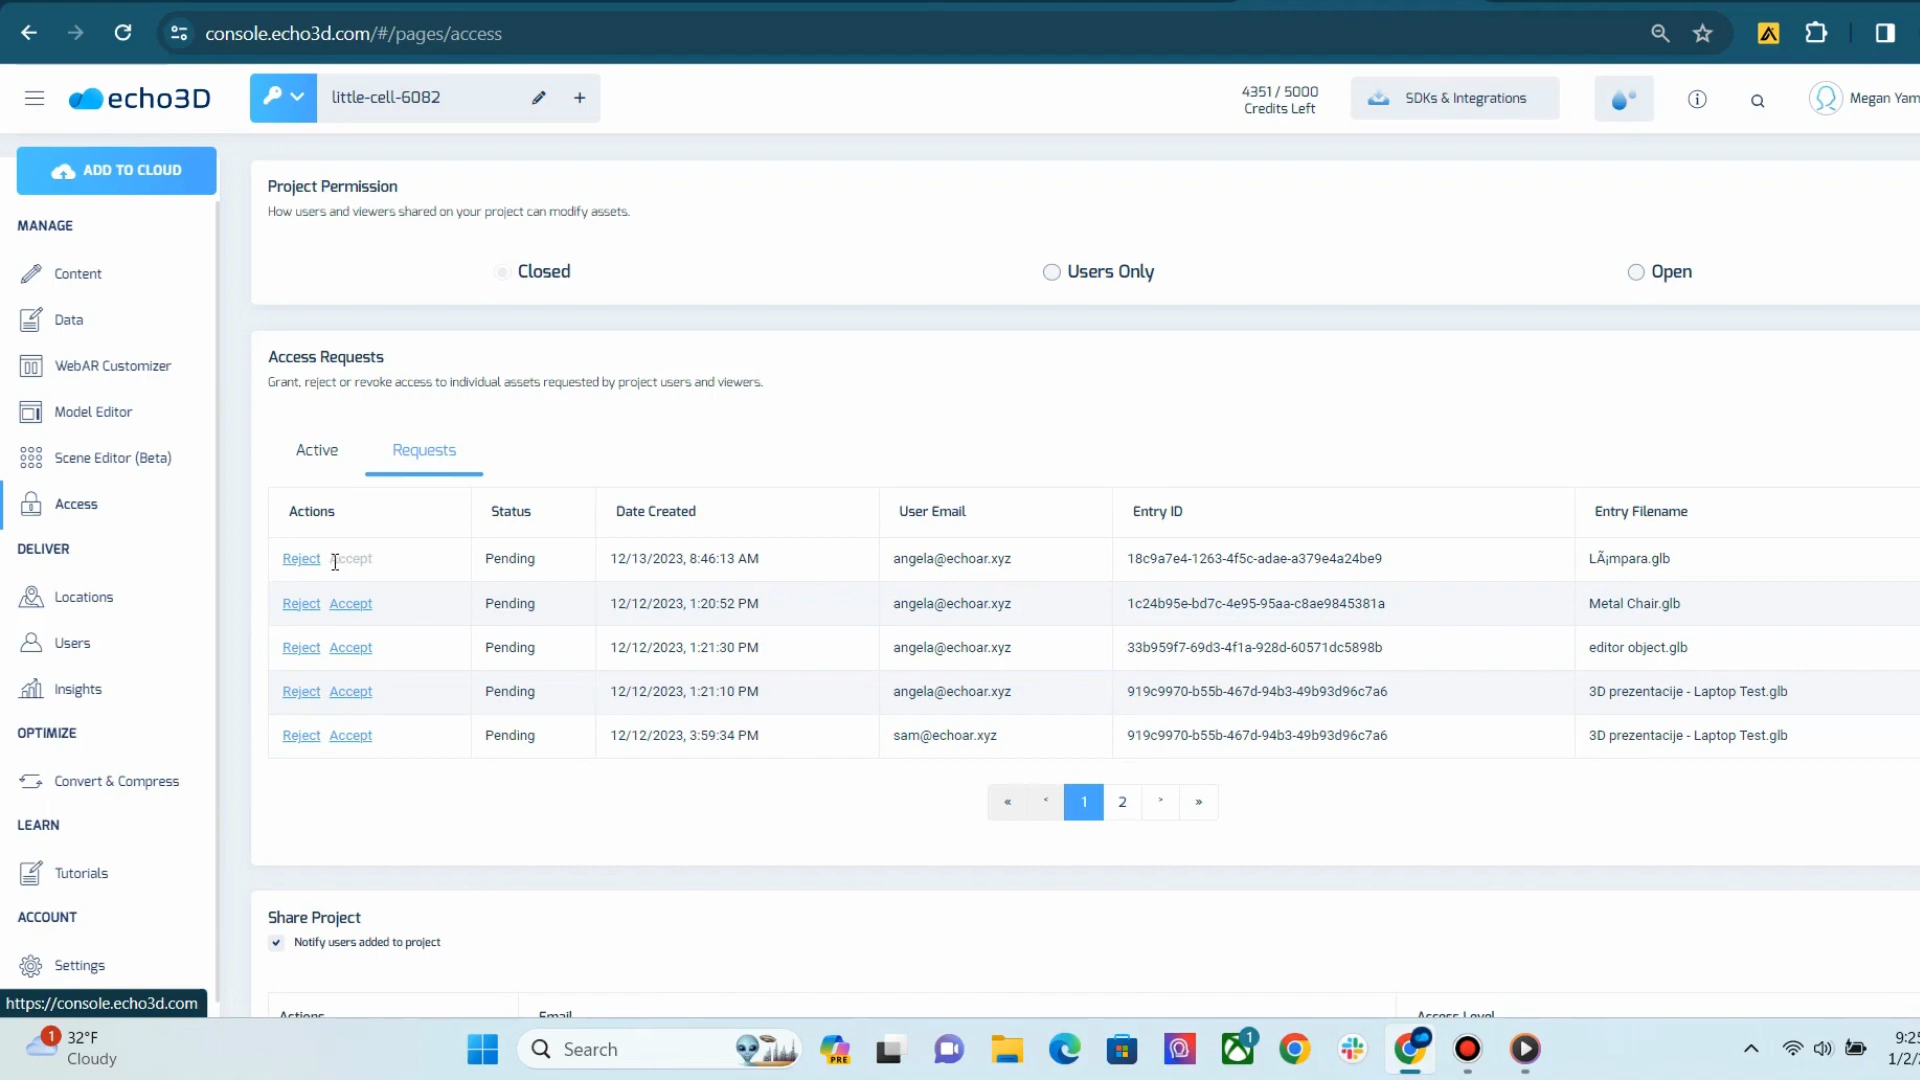 console.echo3d.com/#/pages/access
echo3D
little-cell-6082
4351 / 5000
Credits Left
SDKs & Integrations
Megan Yam
ADD TO CLOUD
MANAGE
Content
Data
WebAR Customizer
Model Editor
Scene Editor (Beta)
Access
DELIVER
Locations
Users
Insights
OPTIMIZE
Convert & Compress
LEARN
Tutorials
ACCOUNT
Settings
https://console.echo3d.com
Project Permission
How users and viewers shared on your project can modify assets.
Closed
Users Only
Open
Access Requests
Grant, reject or revoke access to individual assets requested by project users and viewers.
Active Requests
Actions Status Date Created User Email Entry ID Entry Filename
Reject Accept Pending 12/13/2023, 8:46:13 AM angela@echoar.xyz 18c9a7e4-1263-4f5c-adae-a379e4a24be9 LÃ¡mpara.glb
Reject Accept Pending 12/12/2023, 1:20:52 PM angela@echoar.xyz 1c24b95e-bd7c-4e95-95aa-c8ae9845381a Metal Chair.glb
Reject Accept Pending 12/12/2023, 1:21:30 PM angela@echoar.xyz 33b959f7-69d3-4f1a-928d-60571dc5898b editor object.glb
Reject Accept Pending 12/12/2023, 1:21:10 PM angela@echoar.xyz 919c9970-b55b-467d-94b3-49b93d96c7a6 3D prezentacije - Laptop Test.glb
Reject Accept Pending 12/12/2023, 3:59:34 PM sam@echoar.xyz 919c9970-b55b-467d-94b3-49b93d96c7a6 3D prezentacije - Laptop Test.glb
« ‹ 1 2 › »
Share Project
Notify users added to project
Actions Email Access Level
1
32°F
Cloudy
Search
PRE
1
9:25
1/2/